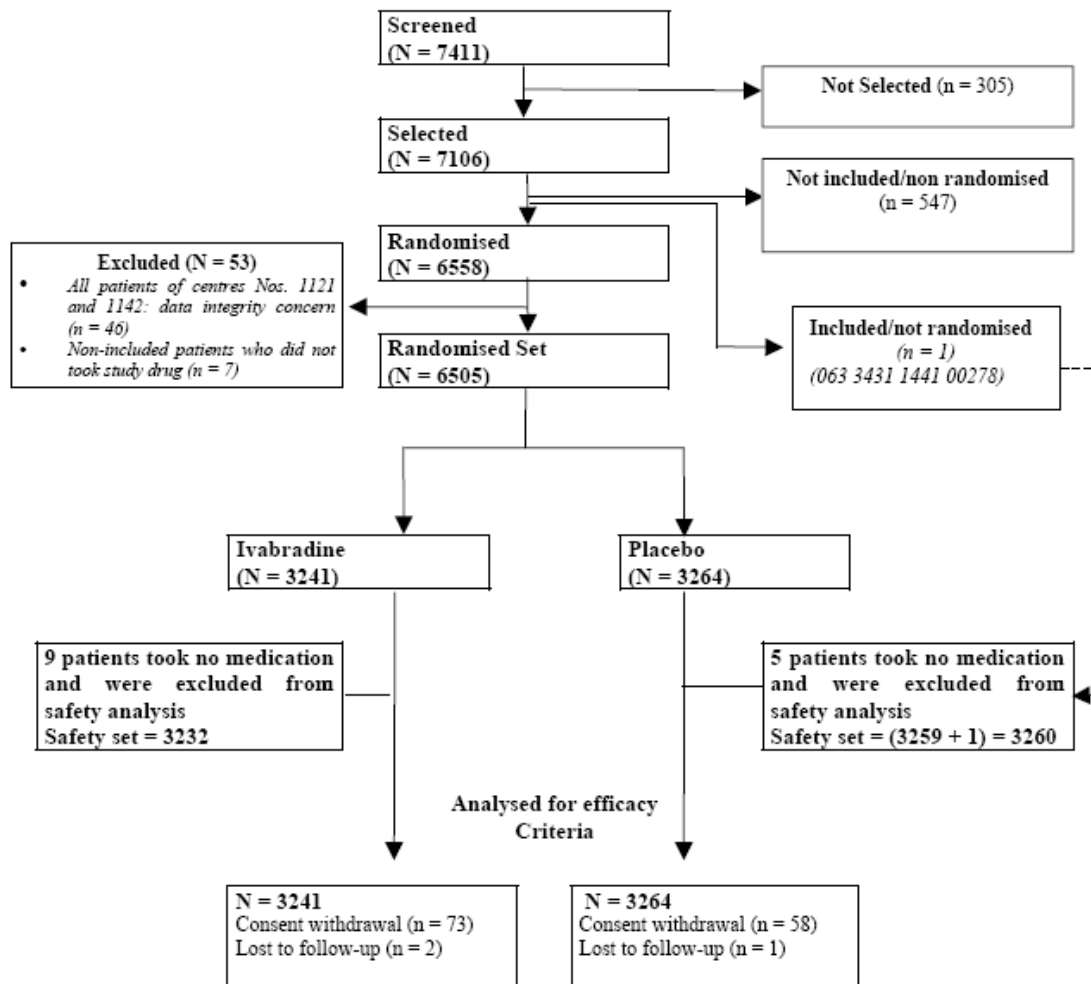 Screened
(N = 7411)
Not Selected (n = 305)
Selected
(N = 7106)
Not included/non randomised
(n = 547)
Randomised
(N = 6558)
Excluded (N = 53)
• All patients of centres Nos. 1121
and 1142: data integrity concern
(n = 46)
• Non-included patients who did not
took study drug (n = 7)
Included/not randomised
(n = 1)
(063 3431 1441 00278)
Randomised Set
(N = 6505)
Ivabradine
(N = 3241)
Placebo
(N = 3264)
9 patients took no medication
and were excluded from
safety analysis
Safety set = 3232
5 patients took no medication
and were excluded from
safety analysis
Safety set = (3259 + 1) = 3260
Analysed for efficacy
Criteria
N = 3241
Consent withdrawal (n = 73)
Lost to follow-up (n = 2)
N = 3264
Consent withdrawal (n = 58)
Lost to follow-up (n = 1)